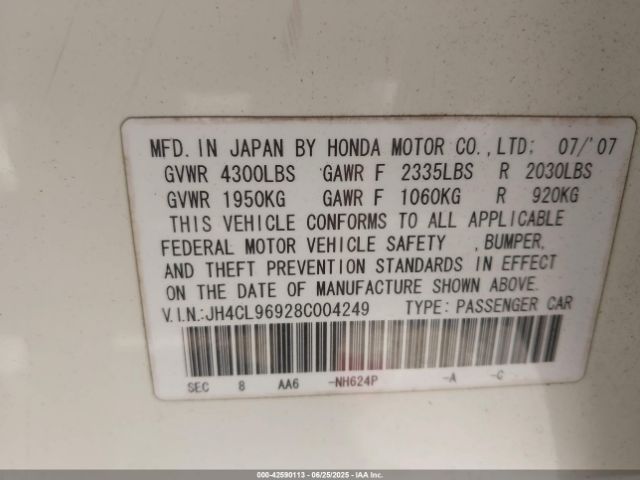 MFD. IN JAPAN BY HONDA MOTOR CO., LTD: 07/'07
GVWR 4300LBS GAWR F 2335LBS R 2030LBS
GVWR 1950KG GAWR F 1060KG R 920KG
THIS VEHICLE CONFORMS TO ALL APPLICABLE
FEDERAL MOTOR VEHICLE SAFETY , BUMPER,
AND THEFT PREVENTION STANDARDS IN EFFECT
ON THE DATE OF MANUFACTURE SHOWN ABOVE.
V.I.N.:JH4CL96928C004249 TYPE: PASSENGER CAR
SEC 8 AA6 -NH624P -A -C
000-42590113 - 06/25/2025 - IAAI.COM